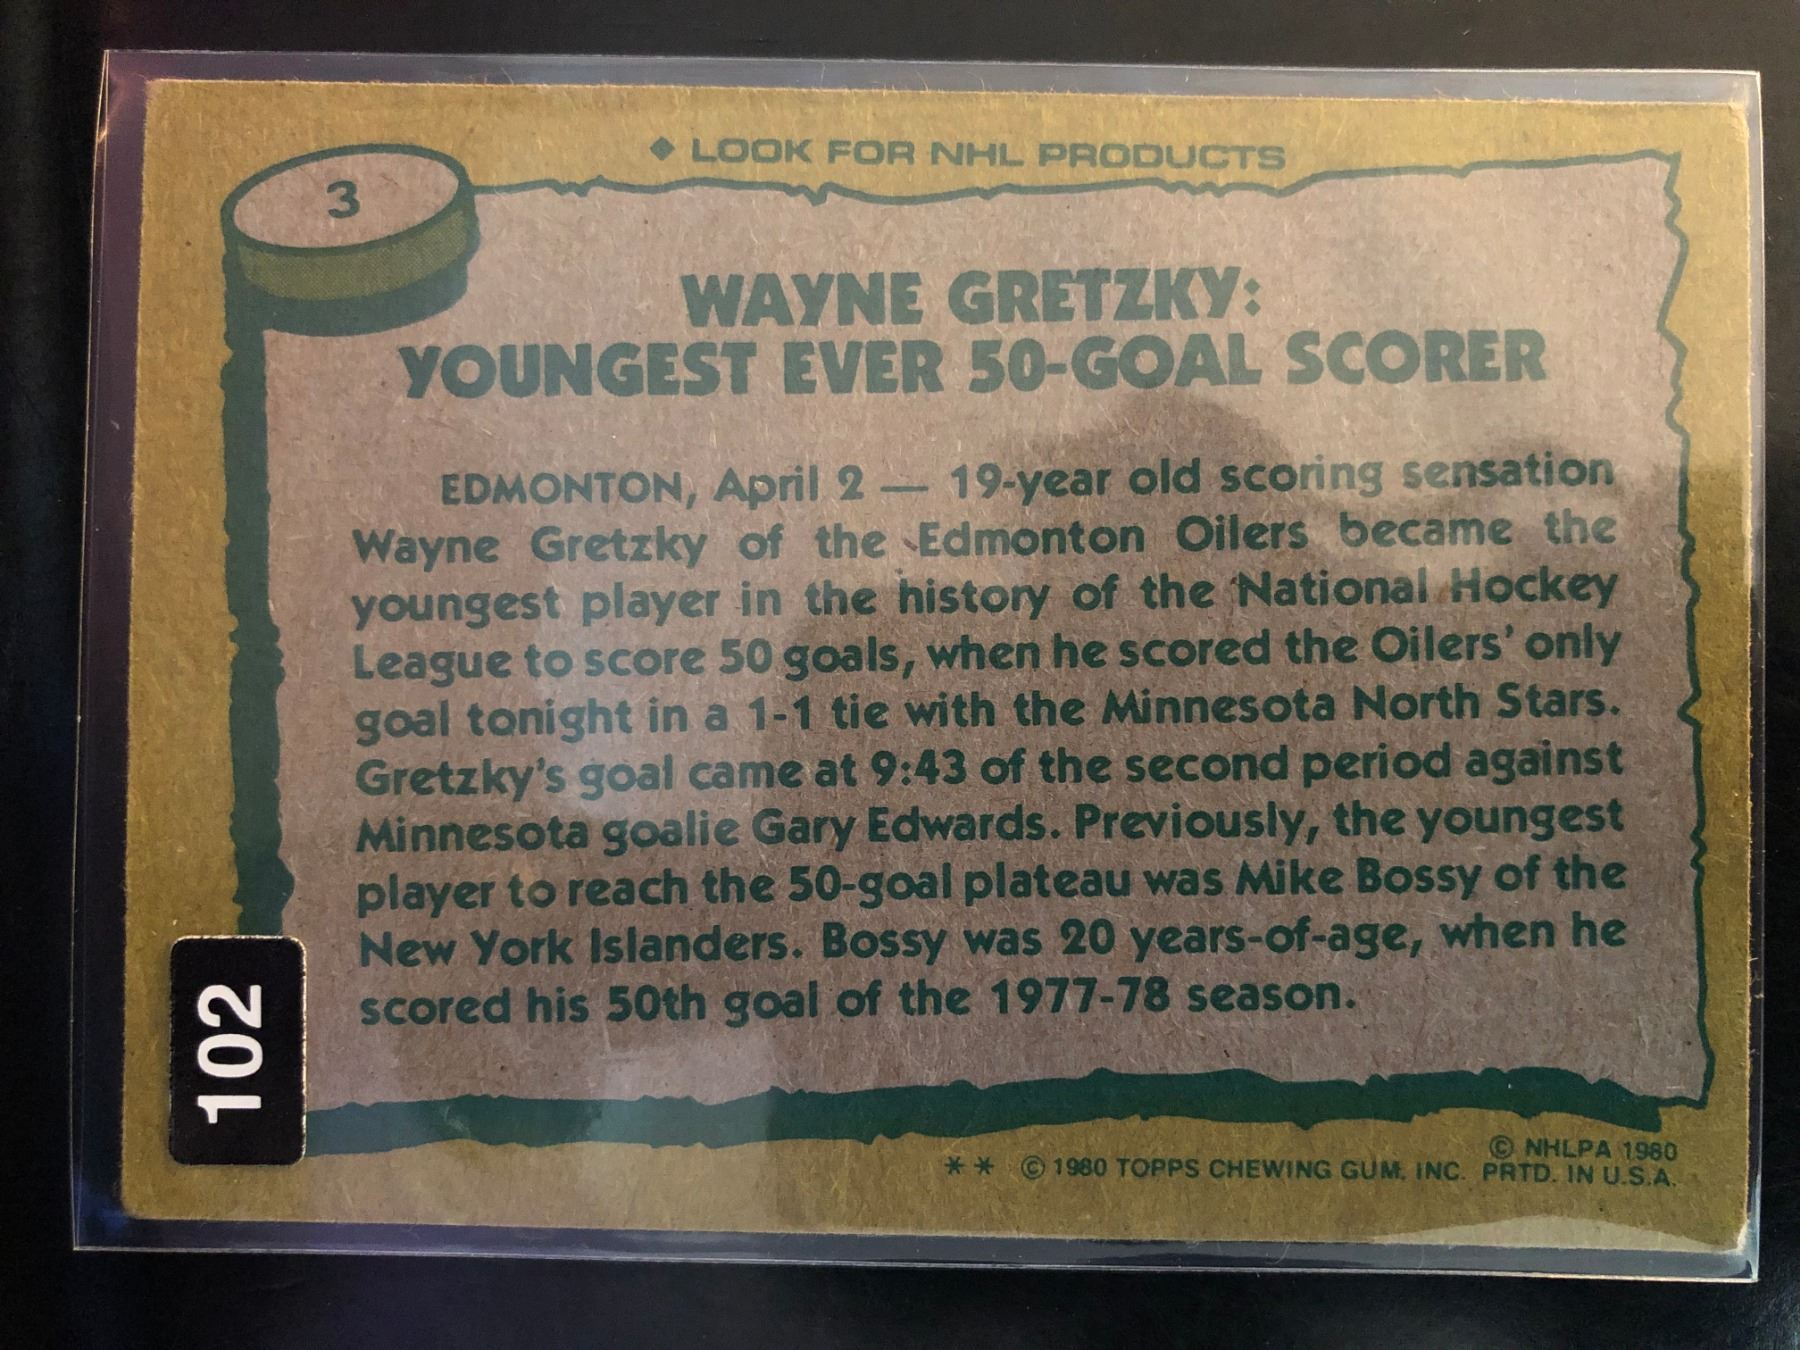 3
◆ LOOK FOR NHL PRODUCTS
WAYNE GRETZKY:
YOUNGEST EVER 50-GOAL SCORER
EDMONTON, April 2 — 19-year old scoring sensation
Wayne Gretzky of the Edmonton Oilers became the
youngest player in the history of the National Hockey
League to score 50 goals, when he scored the Oilers' only
goal tonight in a 1-1 tie with the Minnesota North Stars.
Gretzky's goal came at 9:43 of the second period against
Minnesota goalie Gary Edwards. Previously, the youngest
player to reach the 50-goal plateau was Mike Bossy of the
New York Islanders. Bossy was 20 years-of-age, when he
scored his 50th goal of the 1977-78 season.
102
© NHLPA 1980
** © 1980 TOPPS CHEWING GUM, INC. PRTD. IN U.S.A.